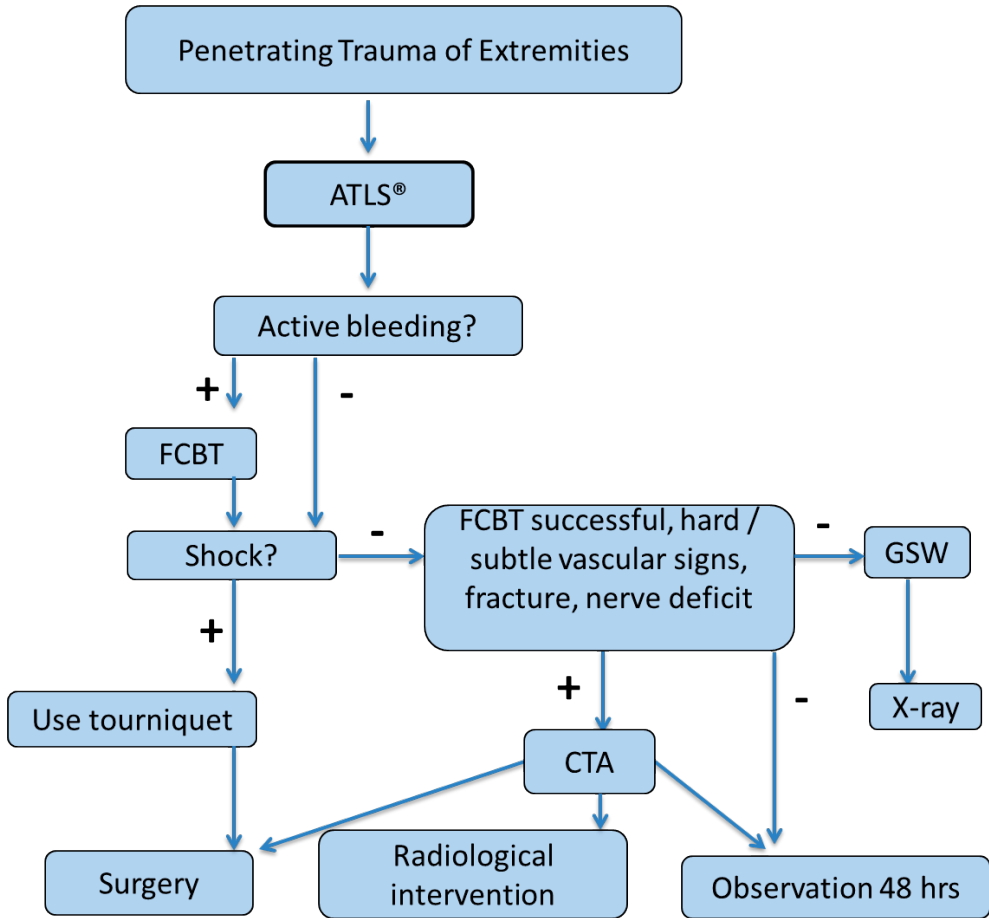 Penetrating Trauma of Extremities
ATLS®
Active bleeding?
+
-
FCBT
Shock?
-
FCBT successful, hard /
subtle vascular signs,
fracture, nerve deficit
-
GSW
+
+
-
X-ray
Use tourniquet
CTA
Surgery
Radiological
intervention
Observation 48 hrs